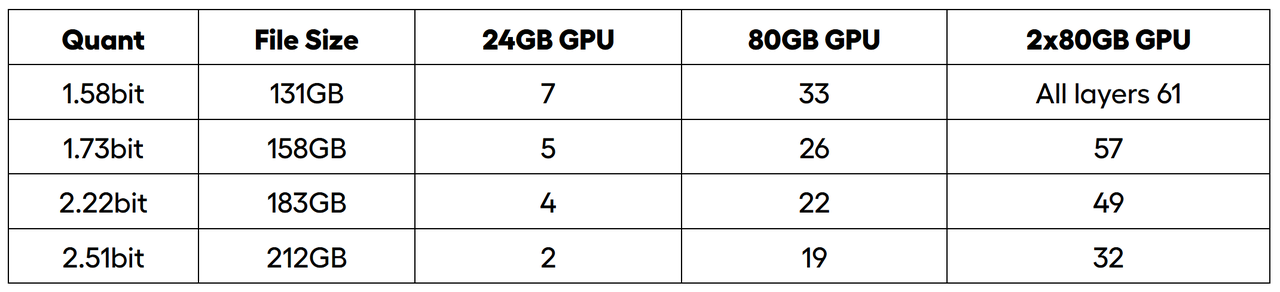 Quant File Size 24GB GPU 80GB GPU 2x80GB GPU
1.58bit 131GB 7 33 All layers 61
1.73bit 158GB 5 26 57
2.22bit 183GB 4 22 49
2.51bit 212GB 2 19 32